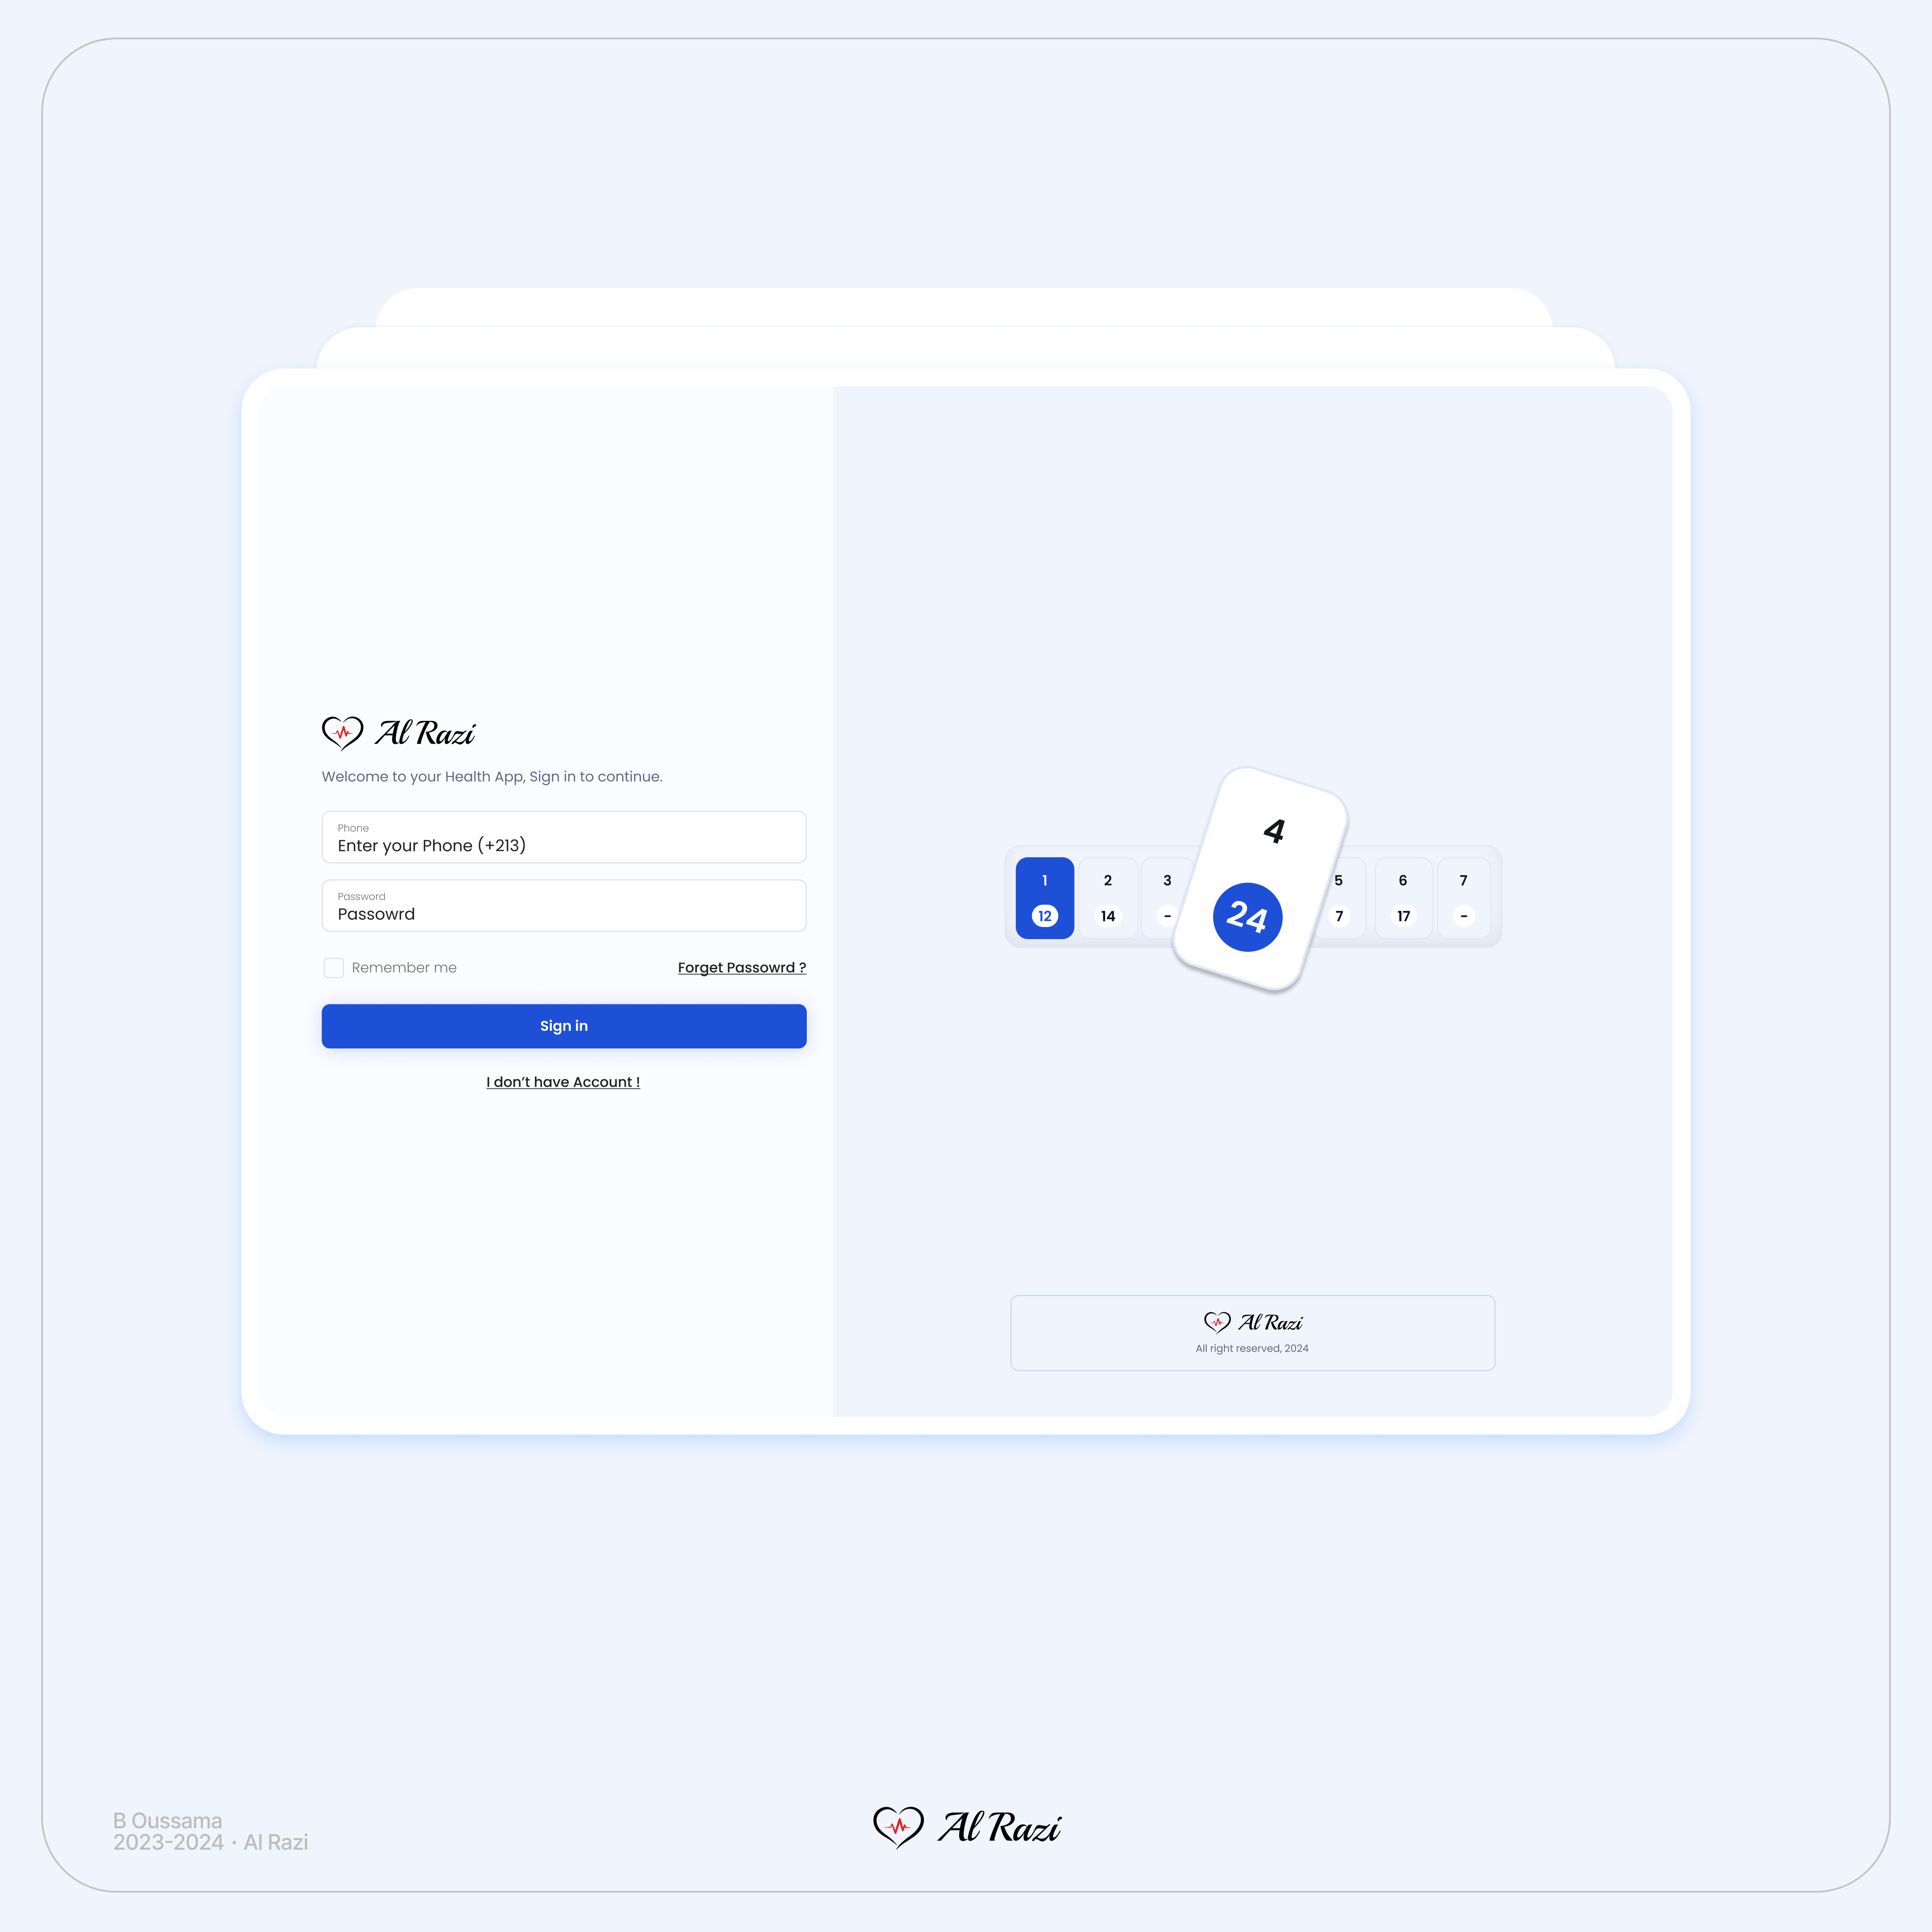 Al Razi
Welcome to your Health App, Sign in to continue.
Phone
Enter your Phone (+213)
Password
Passowrd
Remember me
Forget Passowrd ?
Sign in
I don't have Account !
1 2 3 4 5 6 7
12 14 - 24 7 17 -
Al Razi
All right reserved, 2024
B Oussama
2023-2024 · Al Razi
Al Razi